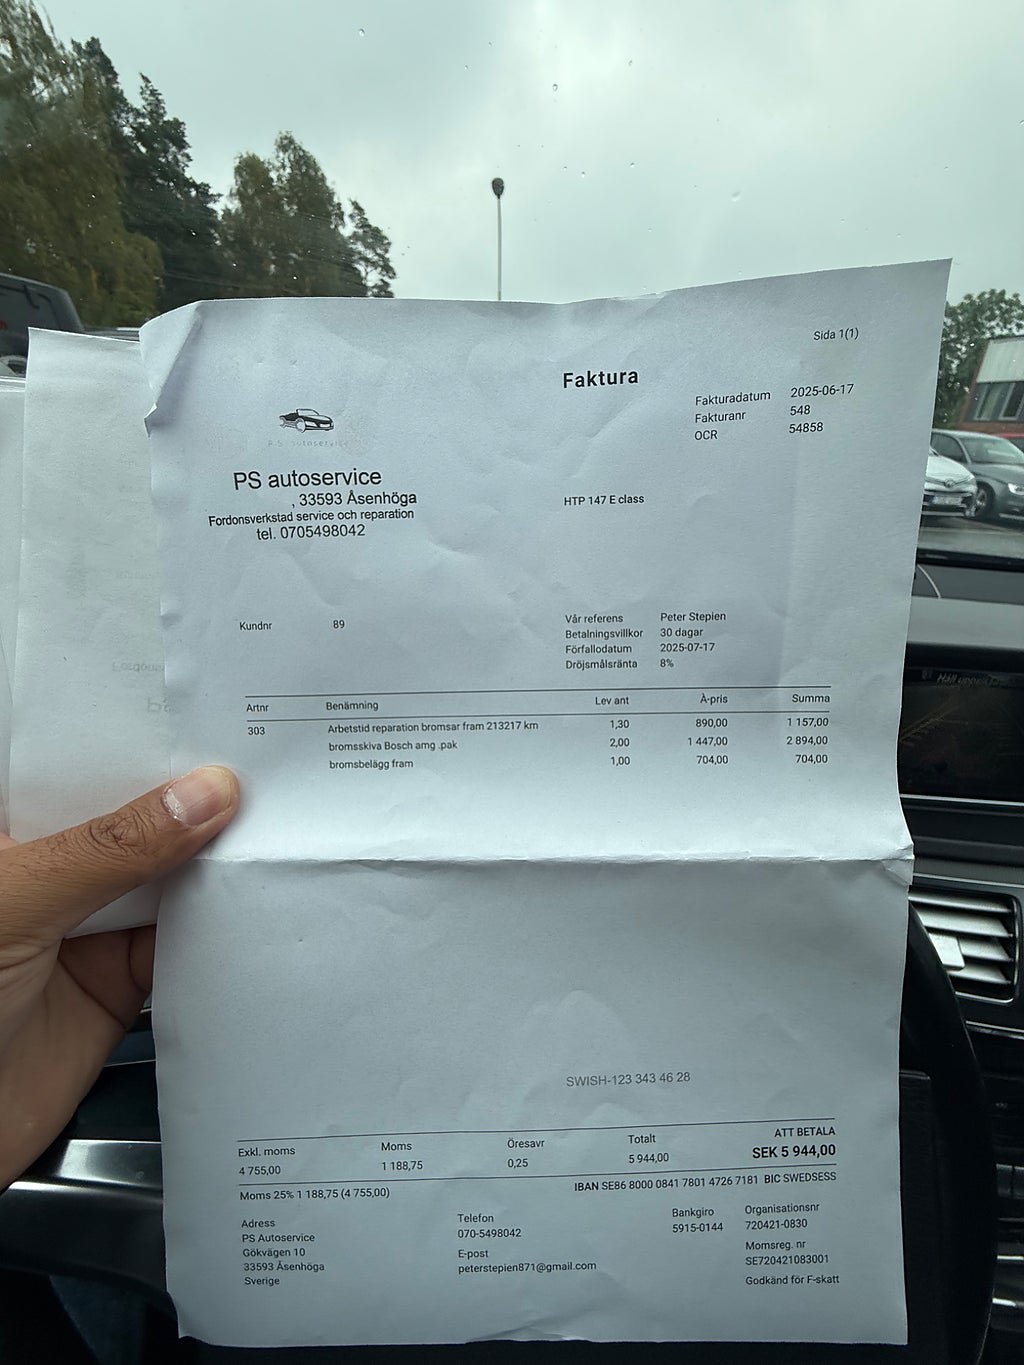 Sida 1(1)
Faktura
Fakturadatum 2025-06-17
Fakturanr 548
OCR 54858
P.S. autoservice
PS autoservice
, 33593 Åsenhöga
Fordonsverkstad service och reparation
tel. 0705498042
HTP 147 E class
Kundnr 89
Vår referens Peter Stepien
Betalningsvillkor 30 dagar
Förfallodatum 2025-07-17
Dröjsmålsränta 8%
Artnr Benämning Lev ant À-pris Summa
303 Arbetstid reparation bromsar fram 213217 km 1,30 890,00 1 157,00
bromsskiva Bosch amg .pak 2,00 1 447,00 2 894,00
bromsbelägg fram 1,00 704,00 704,00
SWISH-123 343 46 28
Exkl. moms Moms Öresavr Totalt ATT BETALA
4 755,00 1 188,75 0,25 5 944,00 SEK 5 944,00
Moms 25% 1 188,75 (4 755,00) IBAN SE86 8000 0841 7801 4726 7181 BIC SWEDSESS
Adress
PS Autoservice
Gökvägen 10
33593 Åsenhöga
Sverige
Telefon
070-5498042
E-post
peterstepien871@gmail.com
Bankgiro
5915-0144
Organisationsnr
720421-0830
Momsreg. nr
SE720421083001
Godkänd för F-skatt